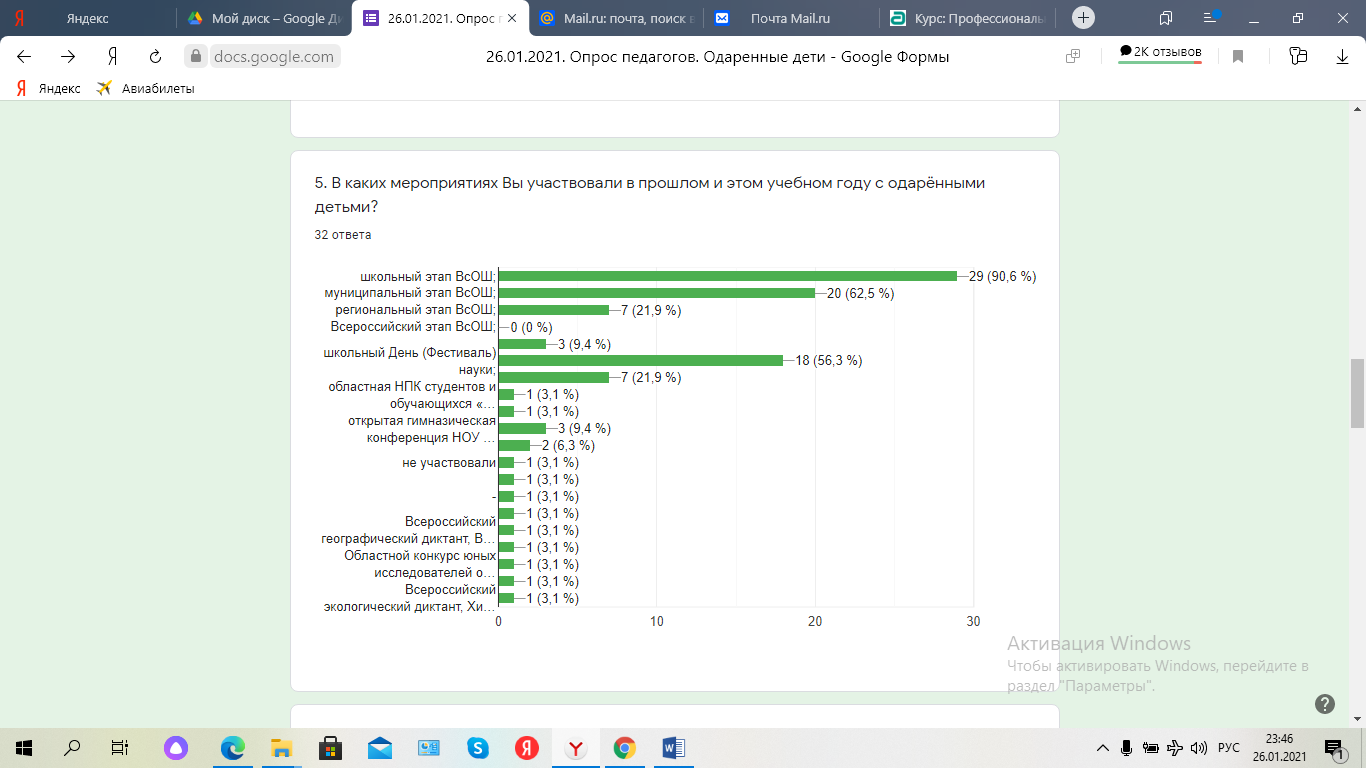 Яндекс
Мой диск – Google Ди
26.01.2021. Опрос п
Mail.ru: почта, поиск в
Почта Mail.ru
Курс: Профессиональ
docs.google.com
26.01.2021. Опрос педагогов. Одаренные дети - Google Формы
2К отзывов
Яндекс
Авиабилеты
5. В каких мероприятиях Вы участвовали в прошлом и этом учебном году с одарёнными
детьми?
32 ответа
школьный этап ВсОШ;
29 (90,6 %)
муниципальный этап ВсОШ;
20 (62,5 %)
региональный этап ВсОШ;
7 (21,9 %)
Всероссийский этап ВсОШ;
0 (0 %)
3 (9,4 %)
школьный День (Фестиваль)
науки;
18 (56,3 %)
7 (21,9 %)
областная НПК студентов и
обучающихся «…
1 (3,1 %)
1 (3,1 %)
открытая гимназическая
конференция НОУ …
3 (9,4 %)
2 (6,3 %)
не участвовали
1 (3,1 %)
1 (3,1 %)
-
1 (3,1 %)
1 (3,1 %)
Всероссийский
географический диктант, В…
1 (3,1 %)
1 (3,1 %)
Областной конкурс юных
исследователей о…
1 (3,1 %)
1 (3,1 %)
Всероссийский
экологический диктант, Хи…
1 (3,1 %)
0
10
20
30
Активация Windows
Чтобы активировать Windows, перейдите в
раздел "Параметры".
РУС
23:46
26.01.2021
1